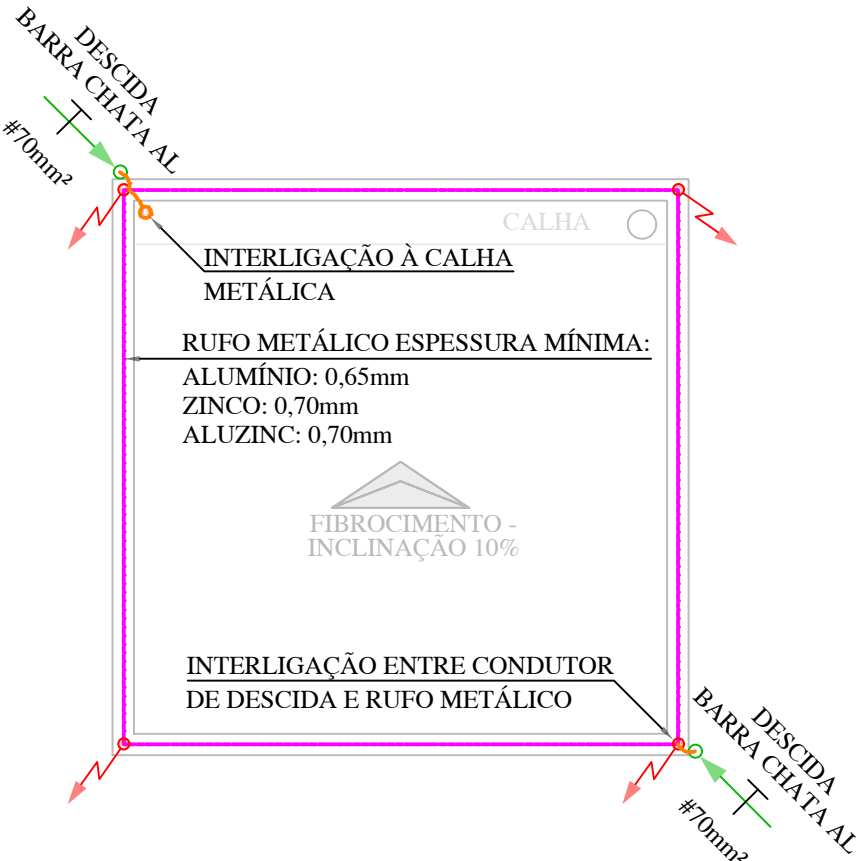 DESCIDA
BARRA CHATA AL
#70mm²
CALHA
INTERLIGAÇÃO À CALHA
METÁLICA
RUFO METÁLICO ESPESSURA MÍNIMA:
ALUMÍNIO: 0,65mm
ZINCO: 0,70mm
ALUZINC: 0,70mm
FIBROCIMENTO -
INCLINAÇÃO 10%
INTERLIGAÇÃO ENTRE CONDUTOR
DE DESCIDA E RUFO METÁLICO
DESCIDA
BARRA CHATA AL
#70mm²